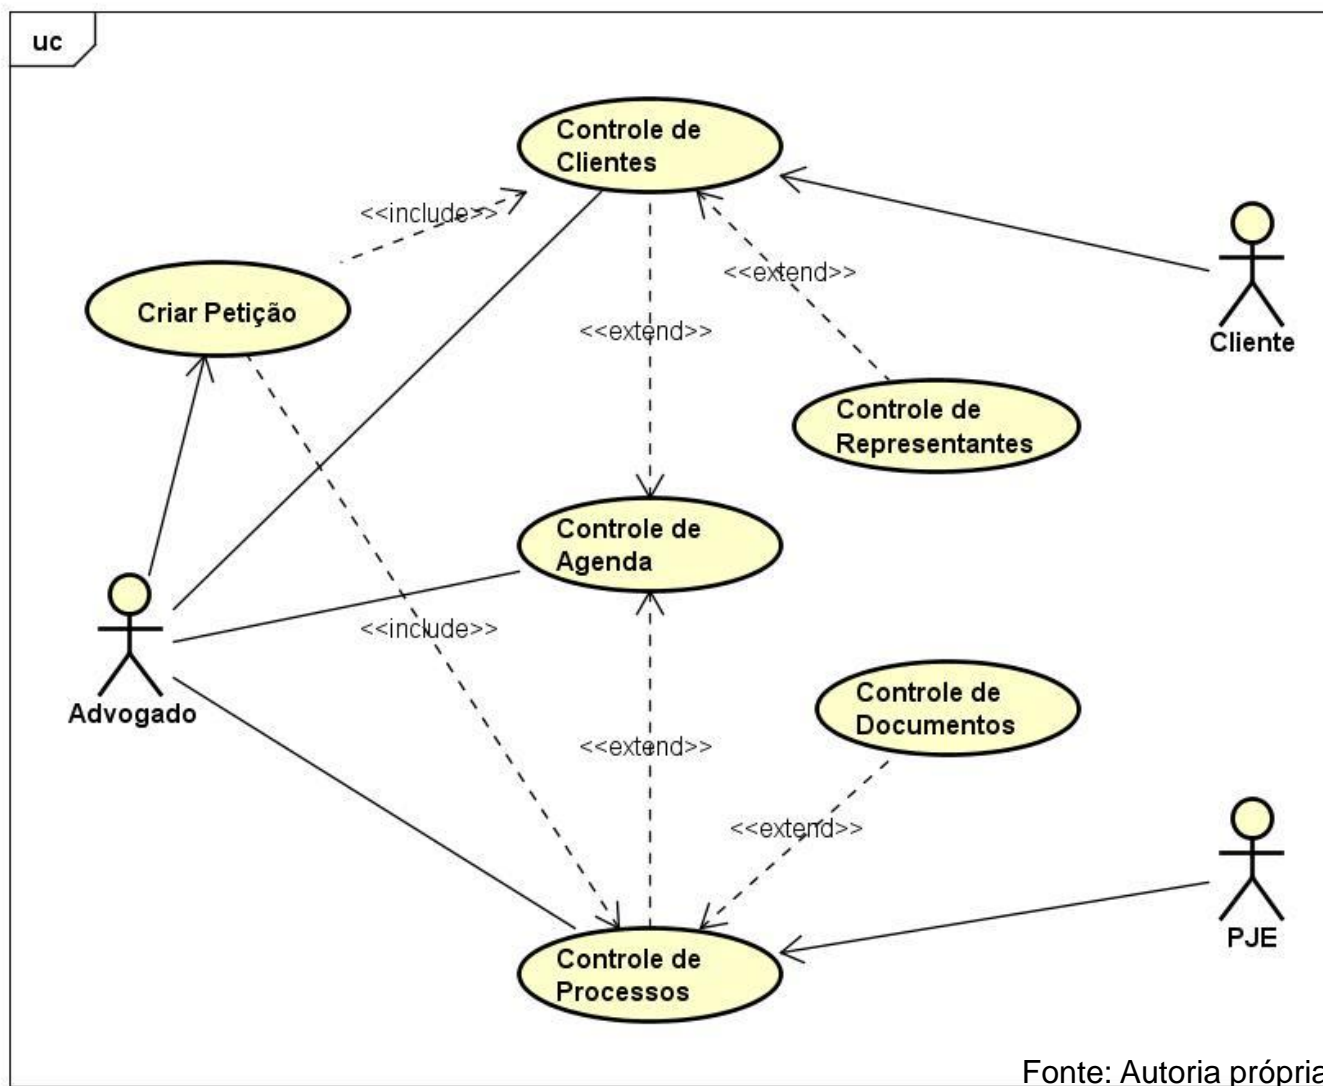 uc
Controle de
Clientes
<<include>>
<<extend>>
Criar Petição
<<extend>>
Cliente
Controle de
Representantes
Controle de
Agenda
<<include>>
Advogado
Controle de
Documentos
<<extend>>
<<extend>>
PJE
Controle de
Processos
Fonte: Autoria própria